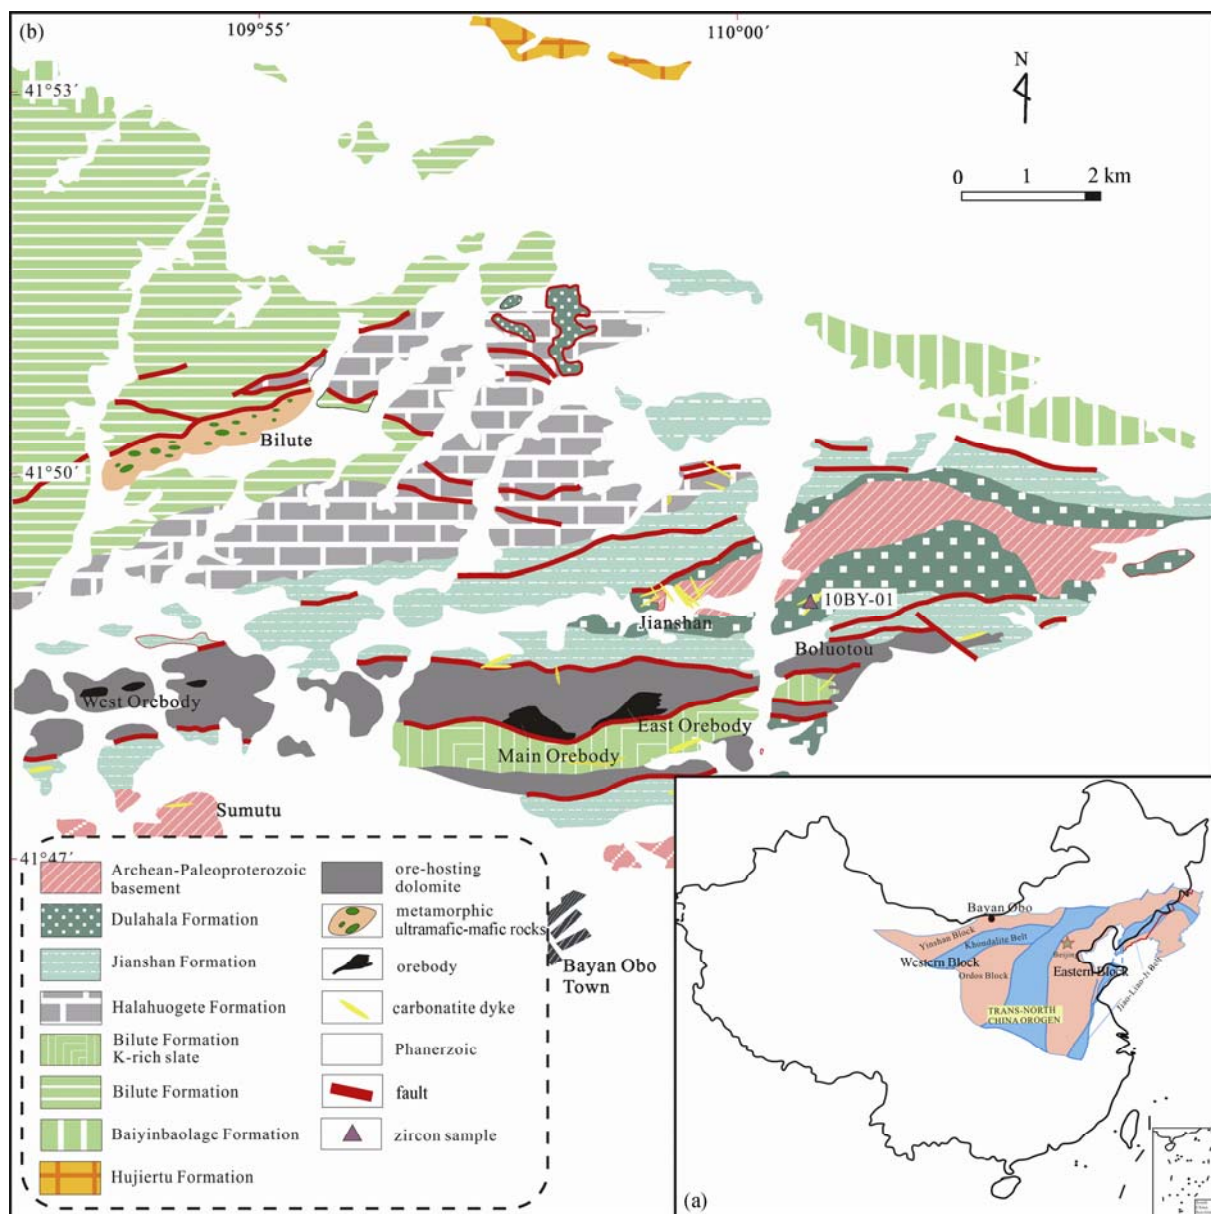 (b)
109°55′
110°00′
41°53′
N
0 1 2 km
Bilute
41°50′
10BY-01
Jianshan
Boluotou
West Orebody
East Orebody
Main Orebody
Sumutu
41°47′
Archean-Paleoproterozoic
basement
Dulahala Formation
Jianshan Formation
Halahuogete Formation
Bilute Formation
K-rich slate
Bilute Formation
Baiyinbaolage Formation
Hujiertu Formation
ore-hosting
dolomite
metamorphic
ultramafic-mafic rocks
orebody
carbonatite dyke
Phanerzoic
fault
zircon sample
Bayan Obo
Town
Bayan Obo
Yinshan Block
Khondalite Belt
Western Block
Ordos Block
Beijing
Eastern Block
Jiao-Liao-Ji Belt
TRANS-NORTH
CHINA OROGEN
(a)